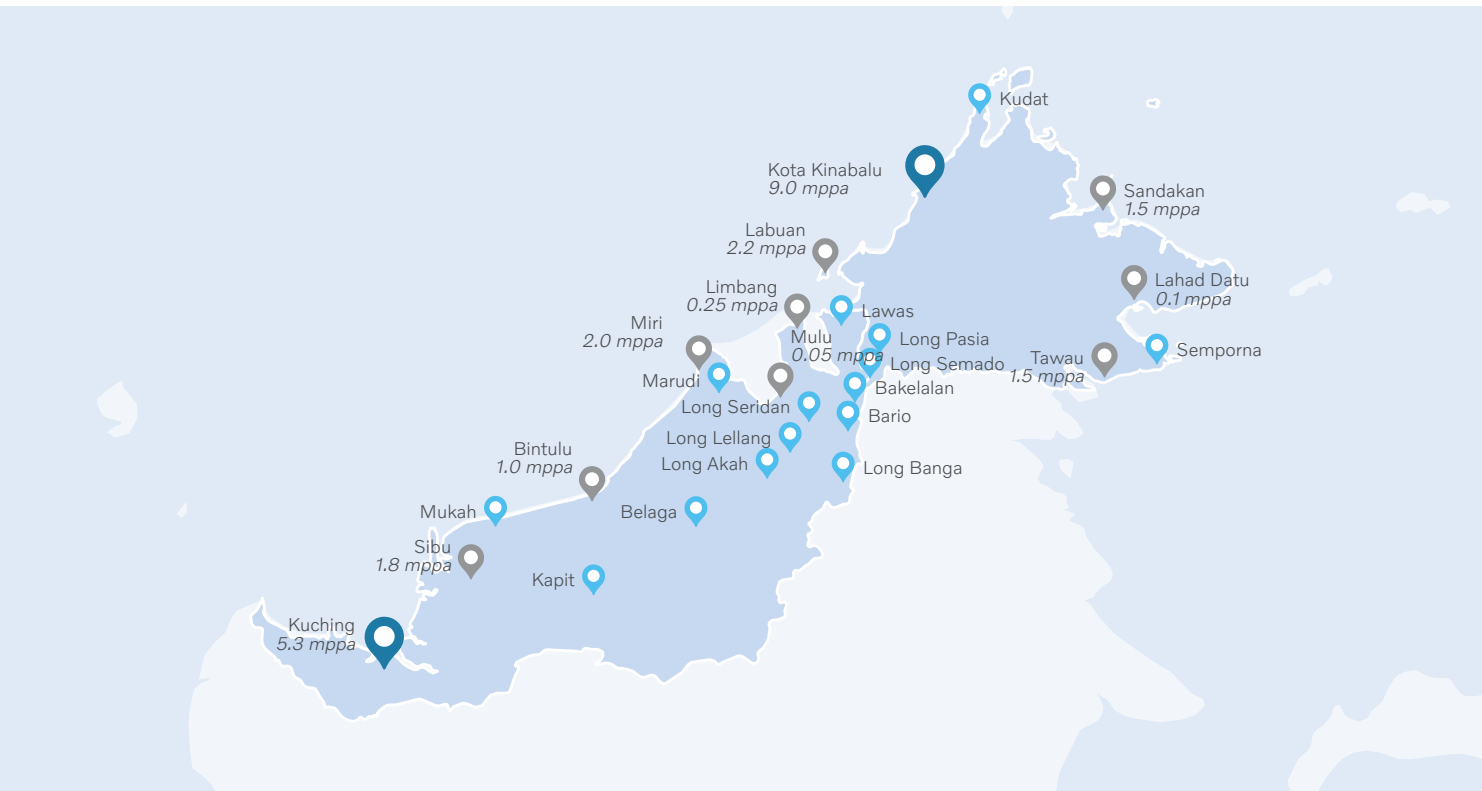 Kudat
Kota Kinabalu
9.0 mppa
Sandakan
1.5 mppa
Labuan
2.2 mppa
Lahad Datu
0.1 mppa
Limbang
0.25 mppa
Lawas
Miri
2.0 mppa
Mulu
0.05 mppa
Long Pasia
Semporna
Tawau
1.5 mppa
Long Semado
Marudi
Bakelalan
Long Seridan
Bario
Long Lellang
Long Akah
Long Banga
Bintulu
1.0 mppa
Mukah
Belaga
Sibu
1.8 mppa
Kapit
Kuching
5.3 mppa